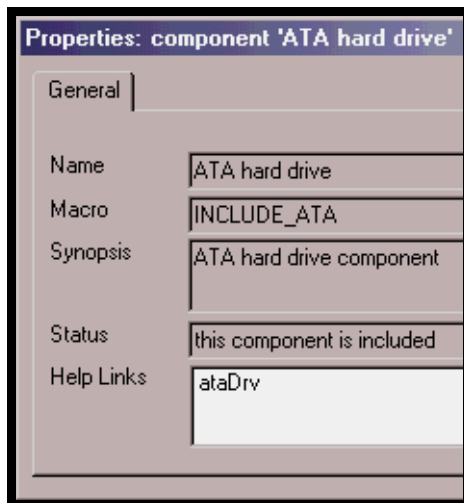 Properties: component 'ATA hard drive'
General
Name ATA hard drive
Macro INCLUDE_ATA
Synopsis ATA hard drive component
Status this component is included
Help Links ataDrv